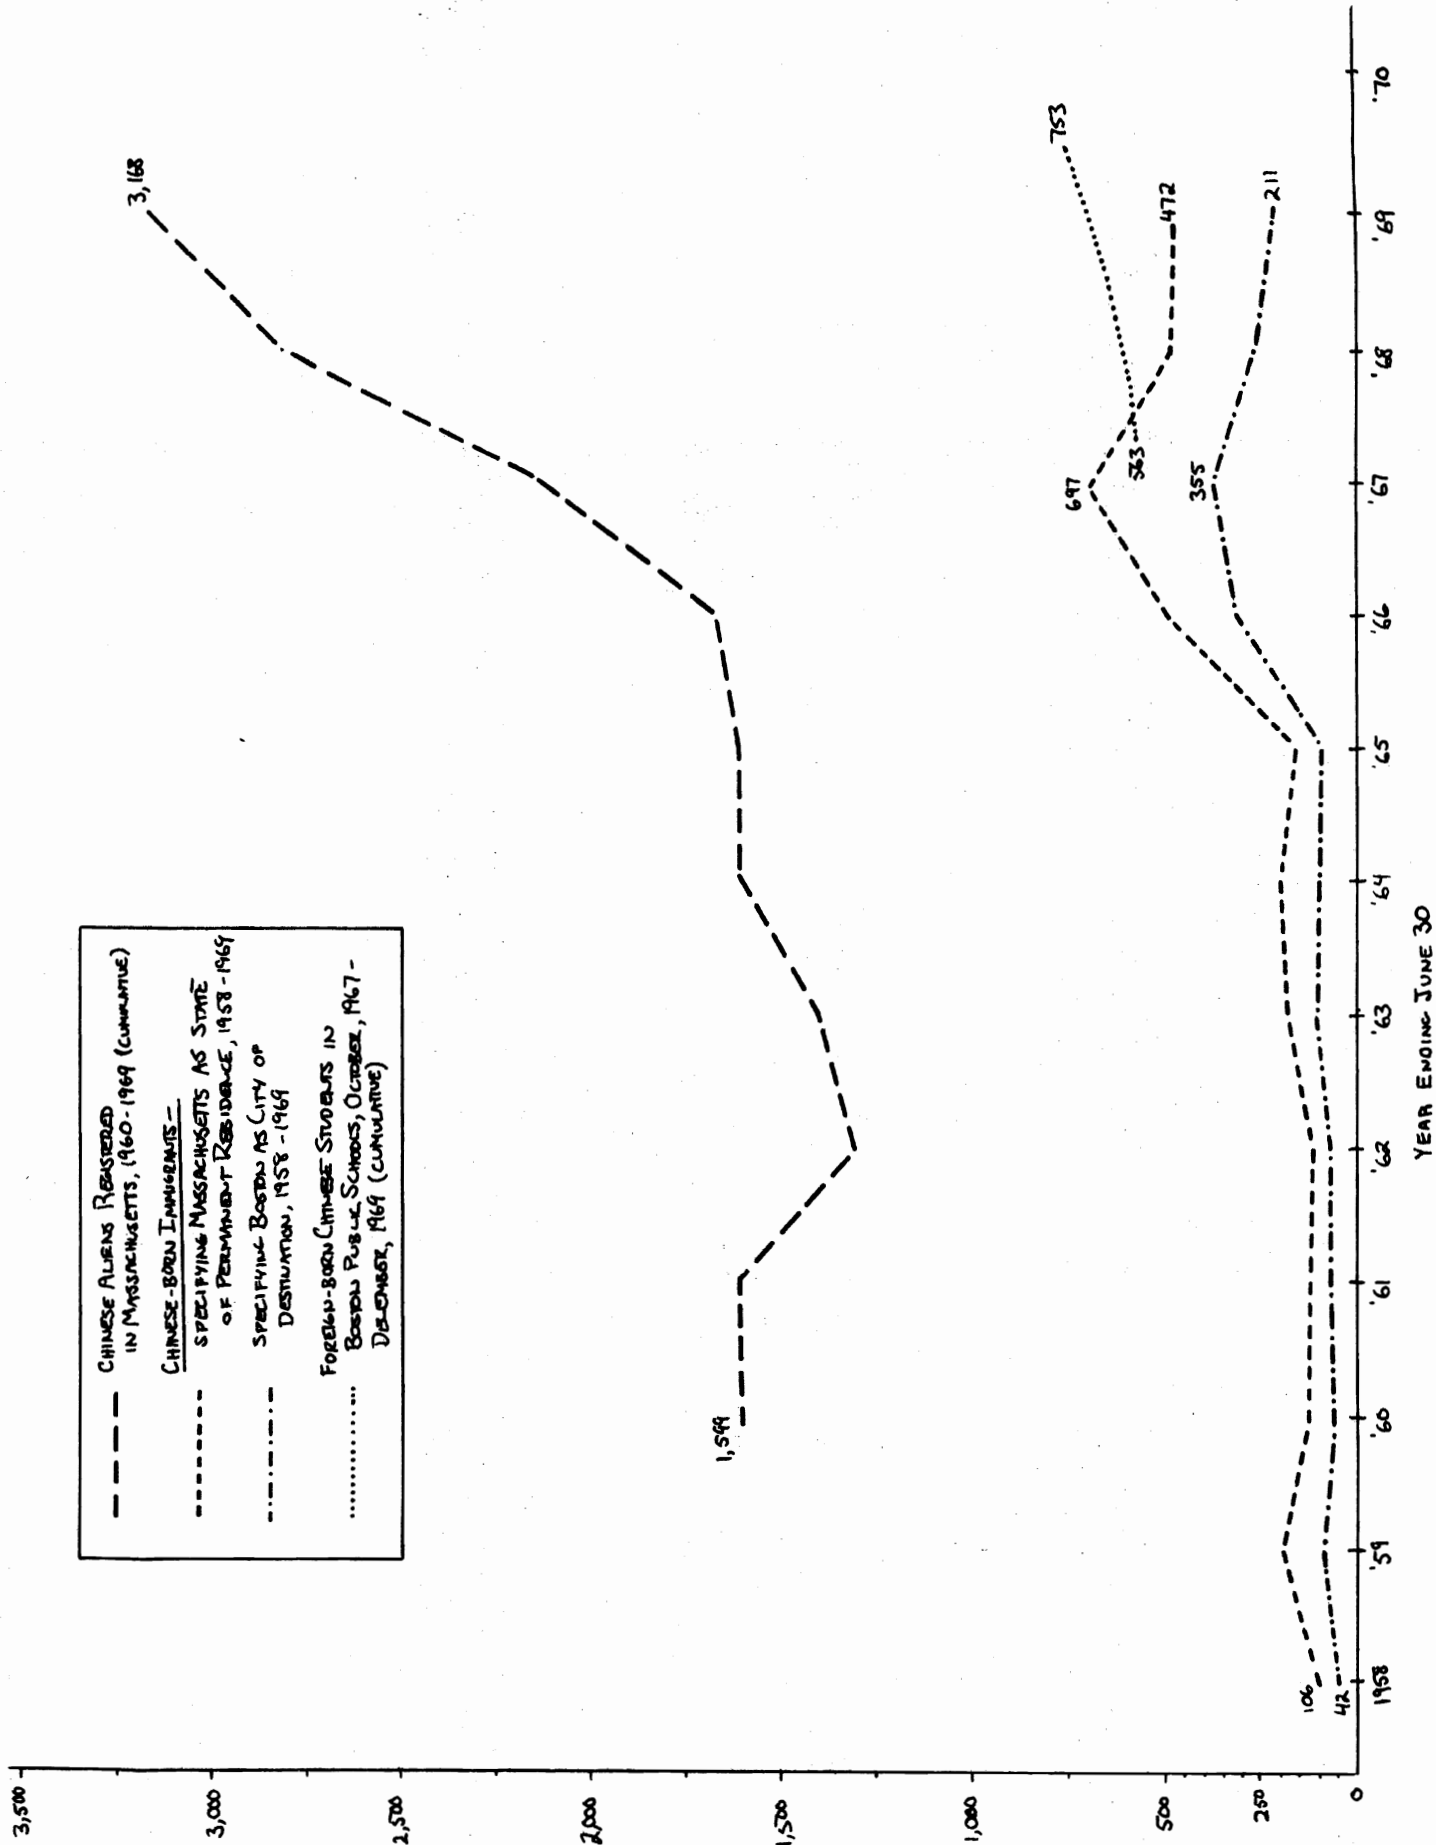 CHINESE ALIENS REGISTERED
IN MASSACHUSETTS, 1960-1969 (CUMULATIVE)
CHINESE-BORN IMMIGRANTS-
SPECIFYING MASSACHUSETTS AS STATE
OF PERMANENT RESIDENCE, 1958-1969
SPECIFYING BOSTON AS CITY OF
DESTINATION, 1958-1969
FOREIGN-BORN CHINESE STUDENTS IN
BOSTON PUBLIC SCHOOLS, OCTOBER, 1967-
DECEMBER, 1969 (CUMULATIVE)
3,500
3,000
2,500
2,000
1,500
1,000
500
250
0
3,168
1,599
753
697
563
472
355
211
106
42
1958
'59
'60
'61
'62
'63
'64
'65
'66
'67
'68
'69
'70
YEAR ENDING JUNE 30